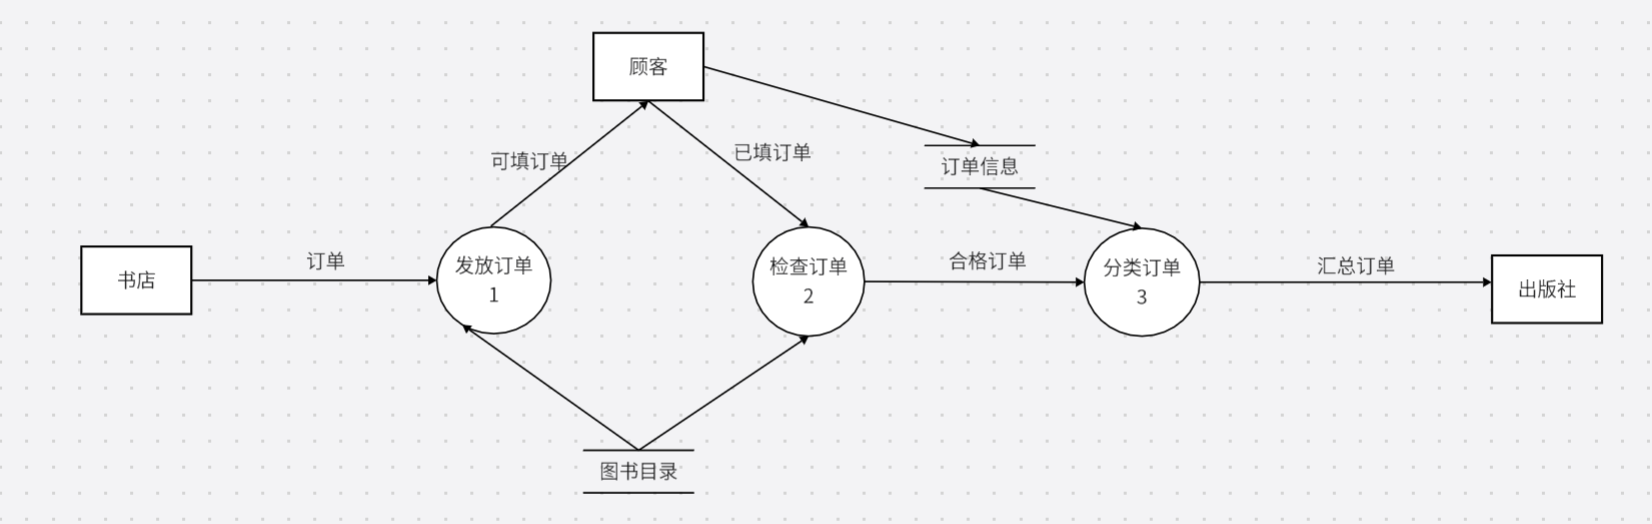 顾客
可填订单
已填订单
订单信息
书店
订单
发放订单
1
检查订单
2
合格订单
分类订单
3
汇总订单
出版社
图书目录